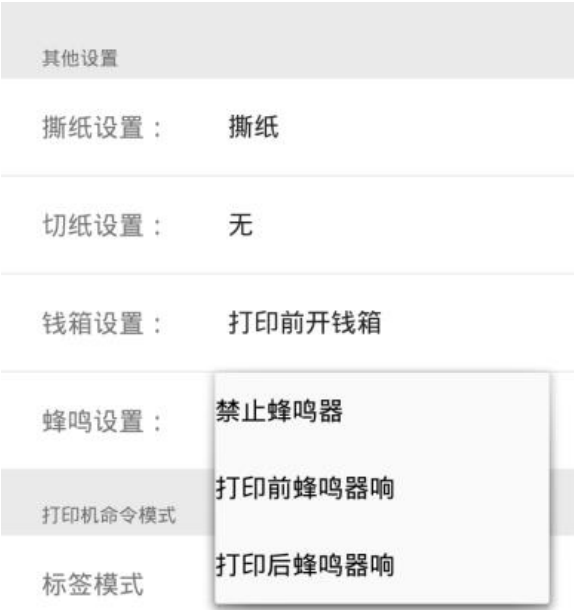 其他设置
撕纸设置： 撕纸
切纸设置： 无
钱箱设置： 打印前开钱箱
蜂鸣设置：
禁止蜂鸣器
打印前蜂鸣器响
打印后蜂鸣器响
打印机命令模式
标签模式